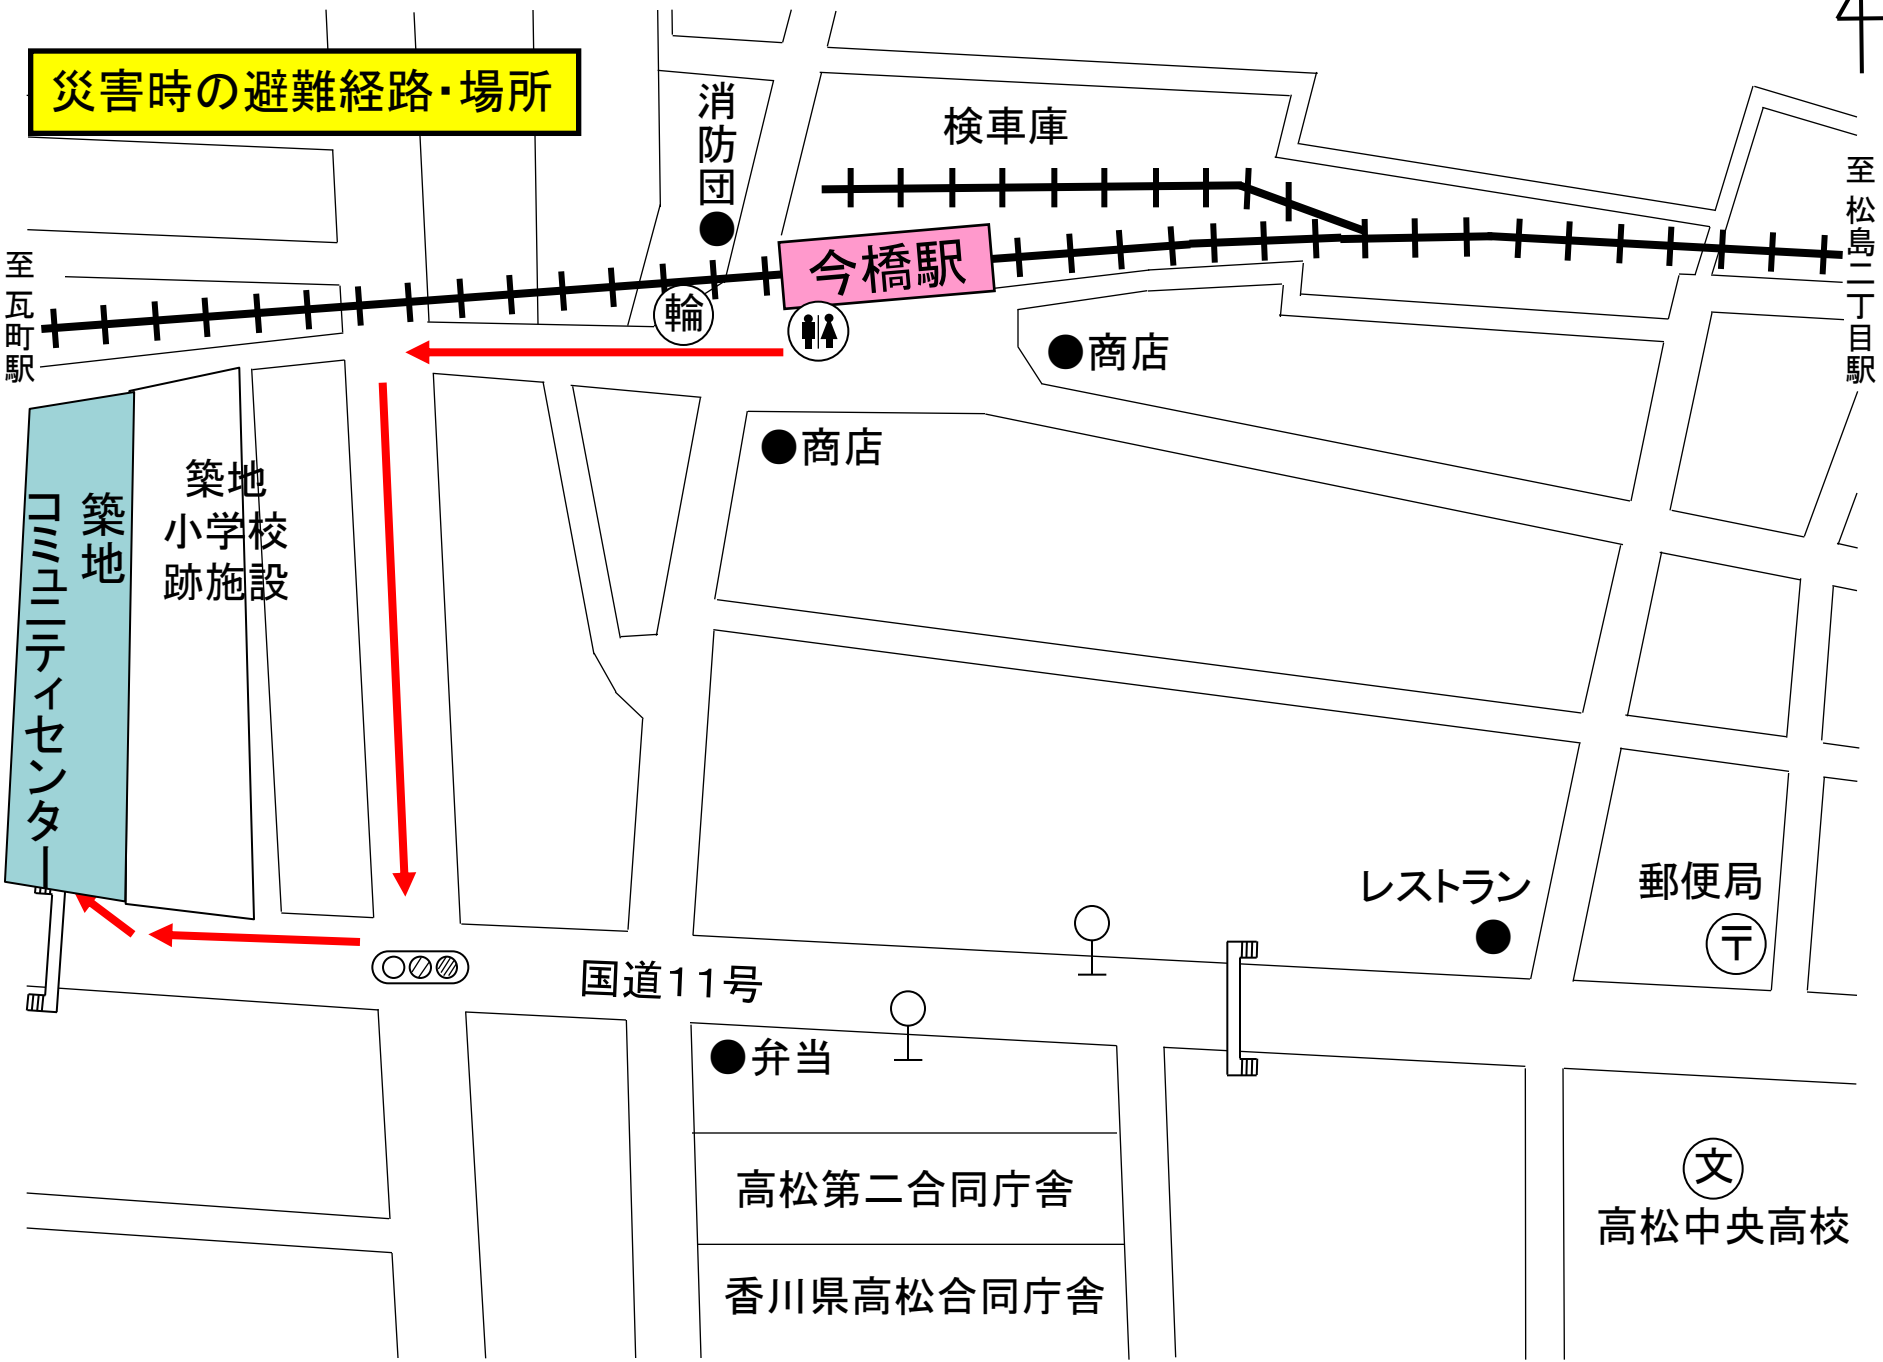 災害時の避難経路・場所
消防団
検車庫
至 松島二丁目駅
至 瓦町駅
今橋駅
輪
商店
商店
築地
コミュニティセンター
築地
小学校
跡施設
レストラン
郵便局
〒
国道11号
弁当
高松第二合同庁舎
香川県高松合同庁舎
文
高松中央高校